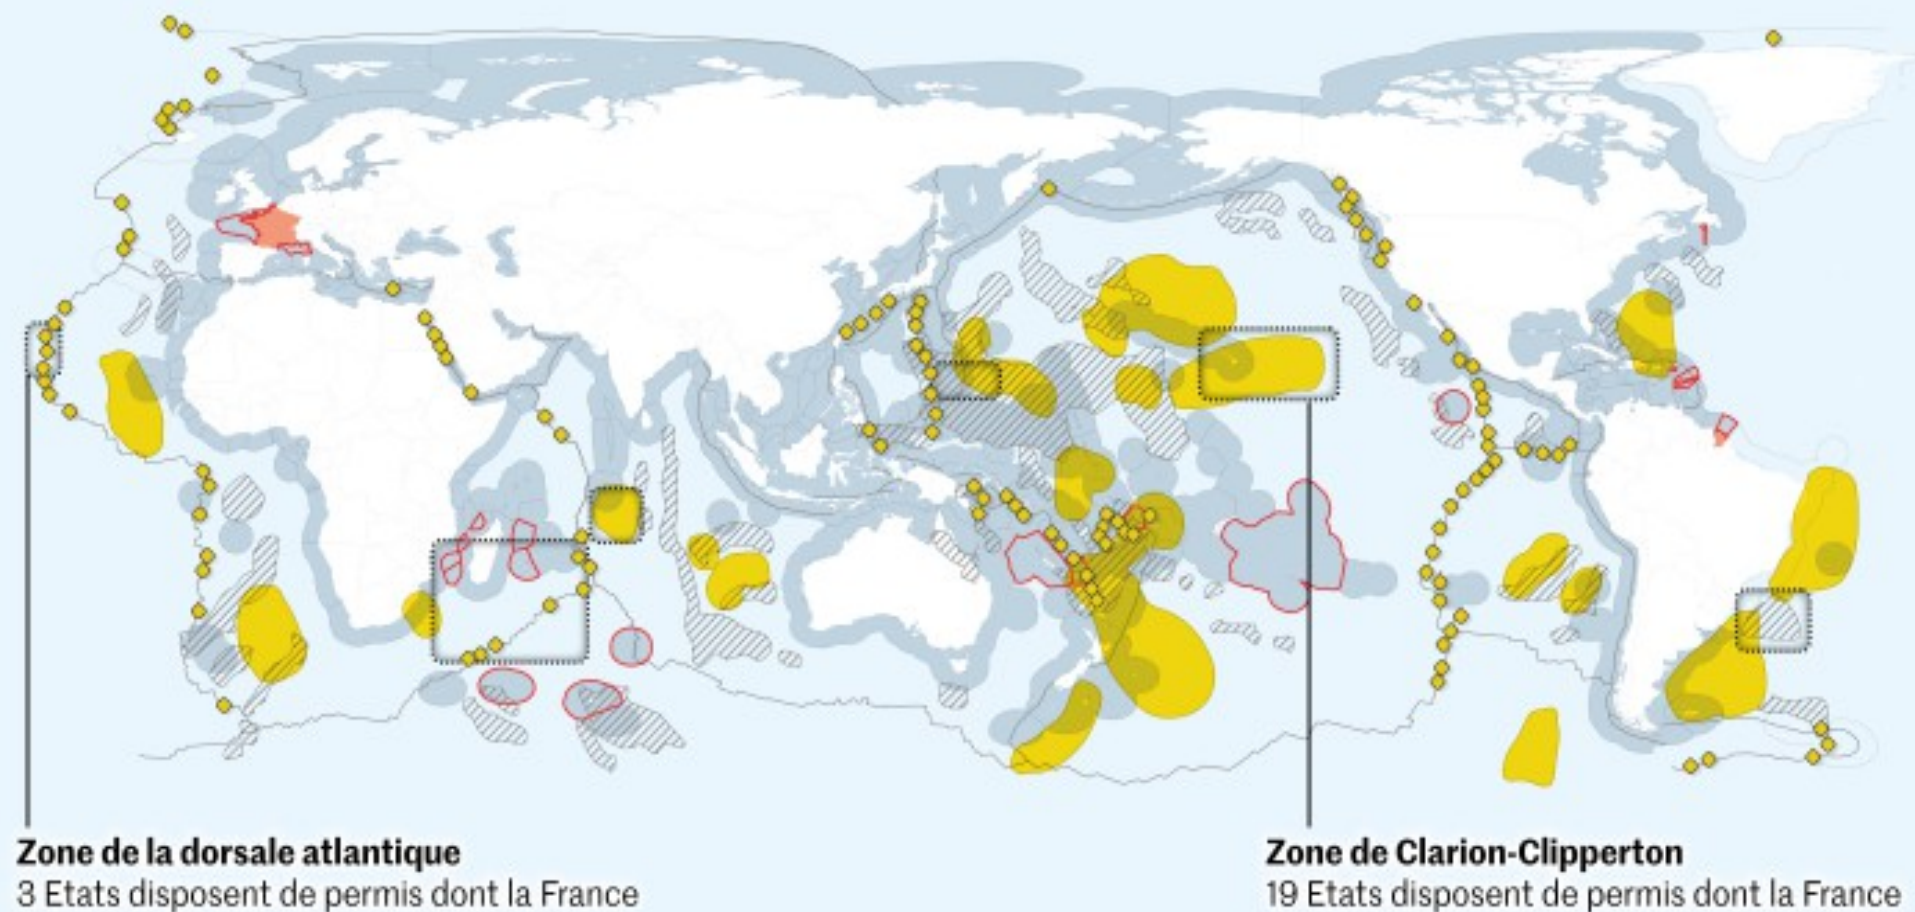 Zone de la dorsale atlantique
3 Etats disposent de permis dont la France
Zone de Clarion-Clipperton
19 Etats disposent de permis dont la France